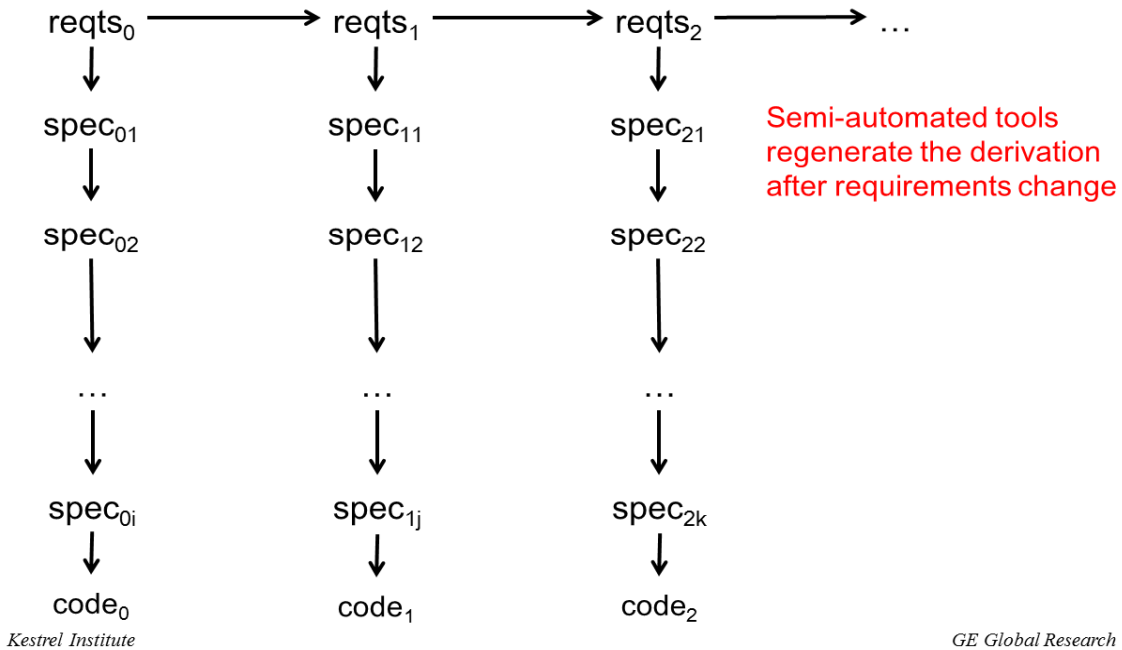 reqts₀ reqts₁ reqts₂ …
spec₀₁ spec₁₁ spec₂₁
Semi-automated tools
regenerate the derivation
after requirements change
spec₀₂ spec₁₂ spec₂₂
… … …
spec₀ᵢ spec₁ⱼ spec₂ₖ
code₀ code₁ code₂
Kestrel Institute
GE Global Research